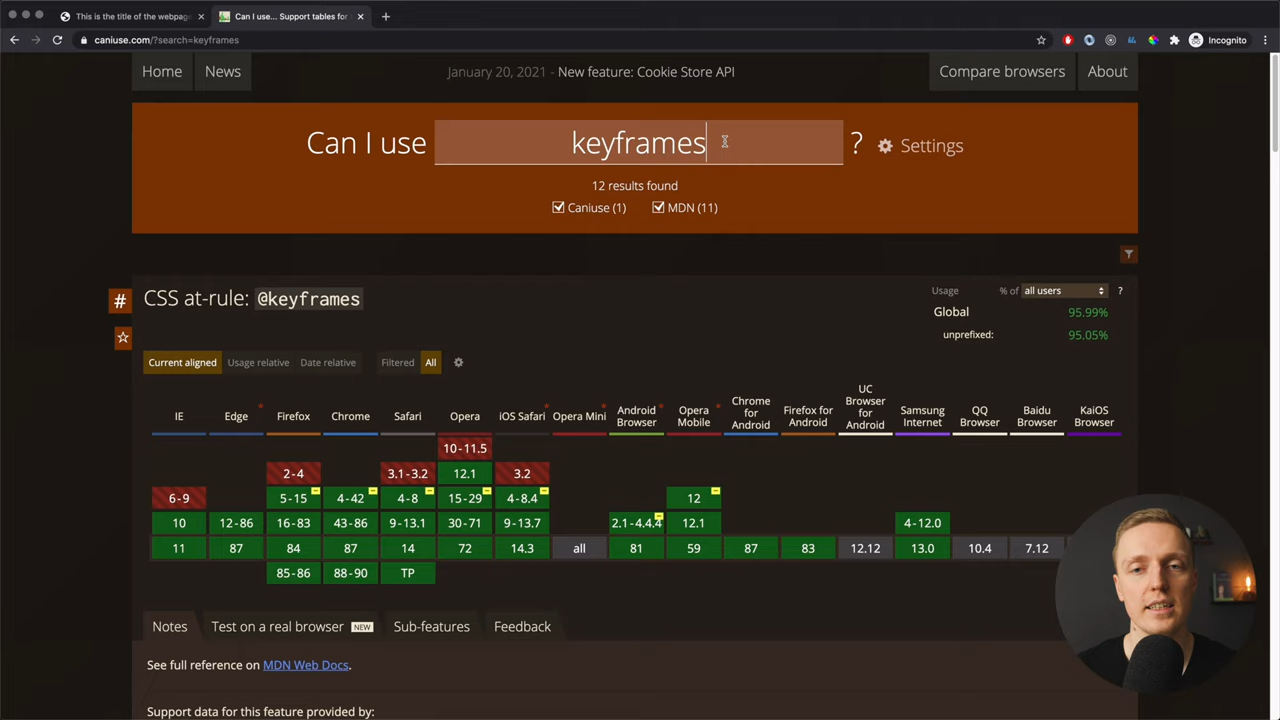 This is the title of the webpage
Can I use... Support tables for
caniuse.com/?search=keyframes
Incognito
Home
News
January 20, 2021 - New feature: Cookie Store API
Compare browsers
About
Can I use keyframes ? Settings
12 results found
Caniuse (1)
MDN (11)
# CSS at-rule: @keyframes
Usage % of all users ?
Global 95.99%
unprefixed: 95.05%
Current aligned Usage relative Date relative Filtered All
IE Edge * Firefox Chrome Safari Opera iOS Safari * Opera Mini Android Browser * Opera Mobile * Chrome for Android Firefox for Android UC Browser for Android Samsung Internet QQ Browser Baidu Browser KaiOS Browser
10-11.5
2-4 3.1-3.2 12.1 3.2
6-9 5-15 4-42 4-8 15-29 4-8.4 12
10 12-86 16-83 43-86 9-13.1 30-71 9-13.7 2.1-4.4.4 12.1 4-12.0
11 87 84 87 14 72 14.3 all 81 59 87 83 12.12 13.0 10.4 7.12
85-86 88-90 TP
Notes Test on a real browser NEW Sub-features Feedback
See full reference on MDN Web Docs.
Support data for this feature provided by: